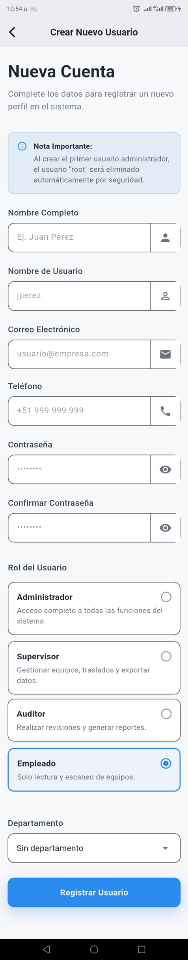 10:54 a. m.
Crear Nuevo Usuario
Nueva Cuenta
Complete los datos para registrar un nuevo
perfil en el sistema.
Nota Importante:
Al crear el primer usuario administrador,
el usuario "root" será eliminado
automáticamente por seguridad.
Nombre Completo
Ej. Juan Pérez
Nombre de Usuario
jperez
Correo Electrónico
usuario@empresa.com
Teléfono
+51 999 999 999
Contraseña
********
Confirmar Contraseña
********
Rol del Usuario
Administrador
Acceso completo a todas las funciones del
sistema.
Supervisor
Gestionar equipos, traslados y exportar
datos.
Auditor
Realizar revisiones y generar reportes.
Empleado
Solo lectura y escaneo de equipos.
Departamento
Sin departamento
Registrar Usuario